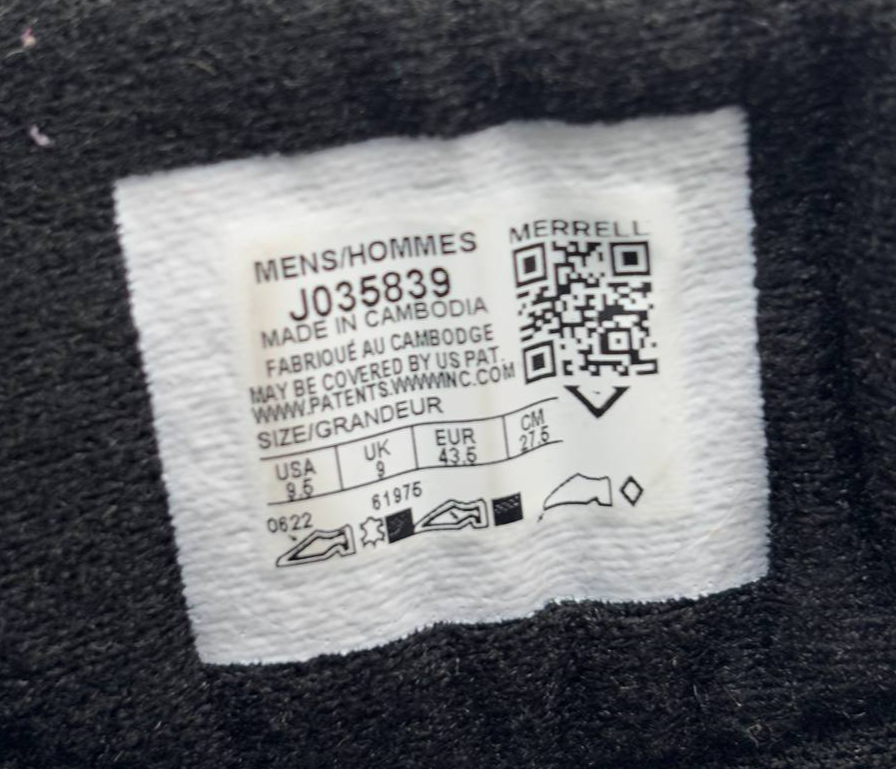 MENS/HOMMES
J035839
MADE IN CAMBODIA
FABRIQUÉ AU CAMBODGE
MAY BE COVERED BY US PAT.
WWW.PATENTS.WWWINC.COM
MERRELL
SIZE/GRANDEUR
USA UK EUR CM
9.5 9 43.5 27.5
0622 61975